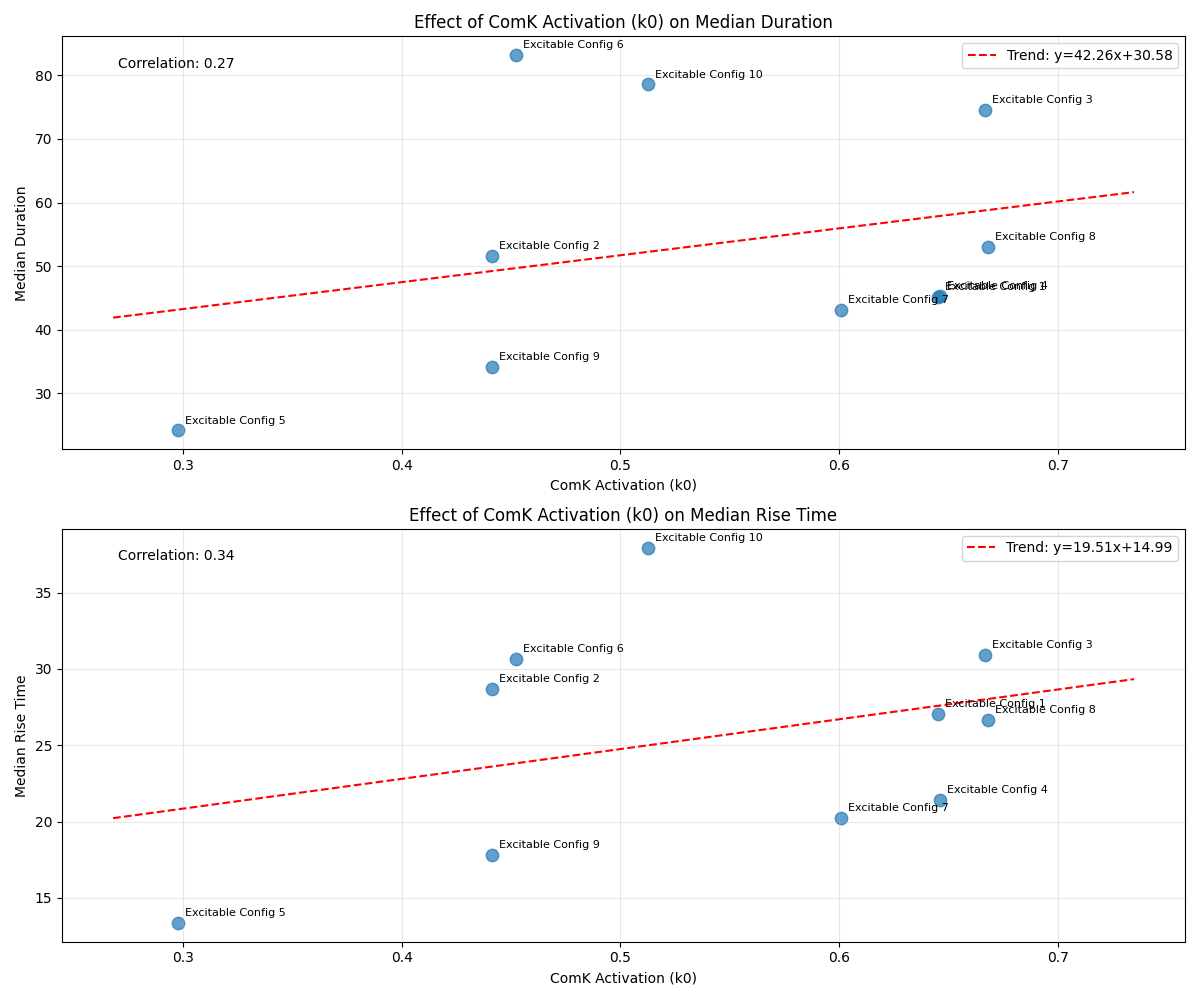 Effect of ComK Activation (k0) on Median Duration
Correlation: 0.27
Trend: y=42.26x+30.58
Excitable Config 6
Excitable Config 10
Excitable Config 3
Excitable Config 2
Excitable Config 8
Excitable Config 4
Excitable Config 1
Excitable Config 7
Excitable Config 9
Excitable Config 5
80
70
60
50
40
30
Median Duration
0.3 0.4 0.5 0.6 0.7
ComK Activation (k0)
Effect of ComK Activation (k0) on Median Rise Time
Correlation: 0.34
Trend: y=19.51x+14.99
Excitable Config 10
Excitable Config 6
Excitable Config 3
Excitable Config 2
Excitable Config 1
Excitable Config 8
Excitable Config 4
Excitable Config 7
Excitable Config 9
Excitable Config 5
35
30
25
20
15
Median Rise Time
0.3 0.4 0.5 0.6 0.7
ComK Activation (k0)